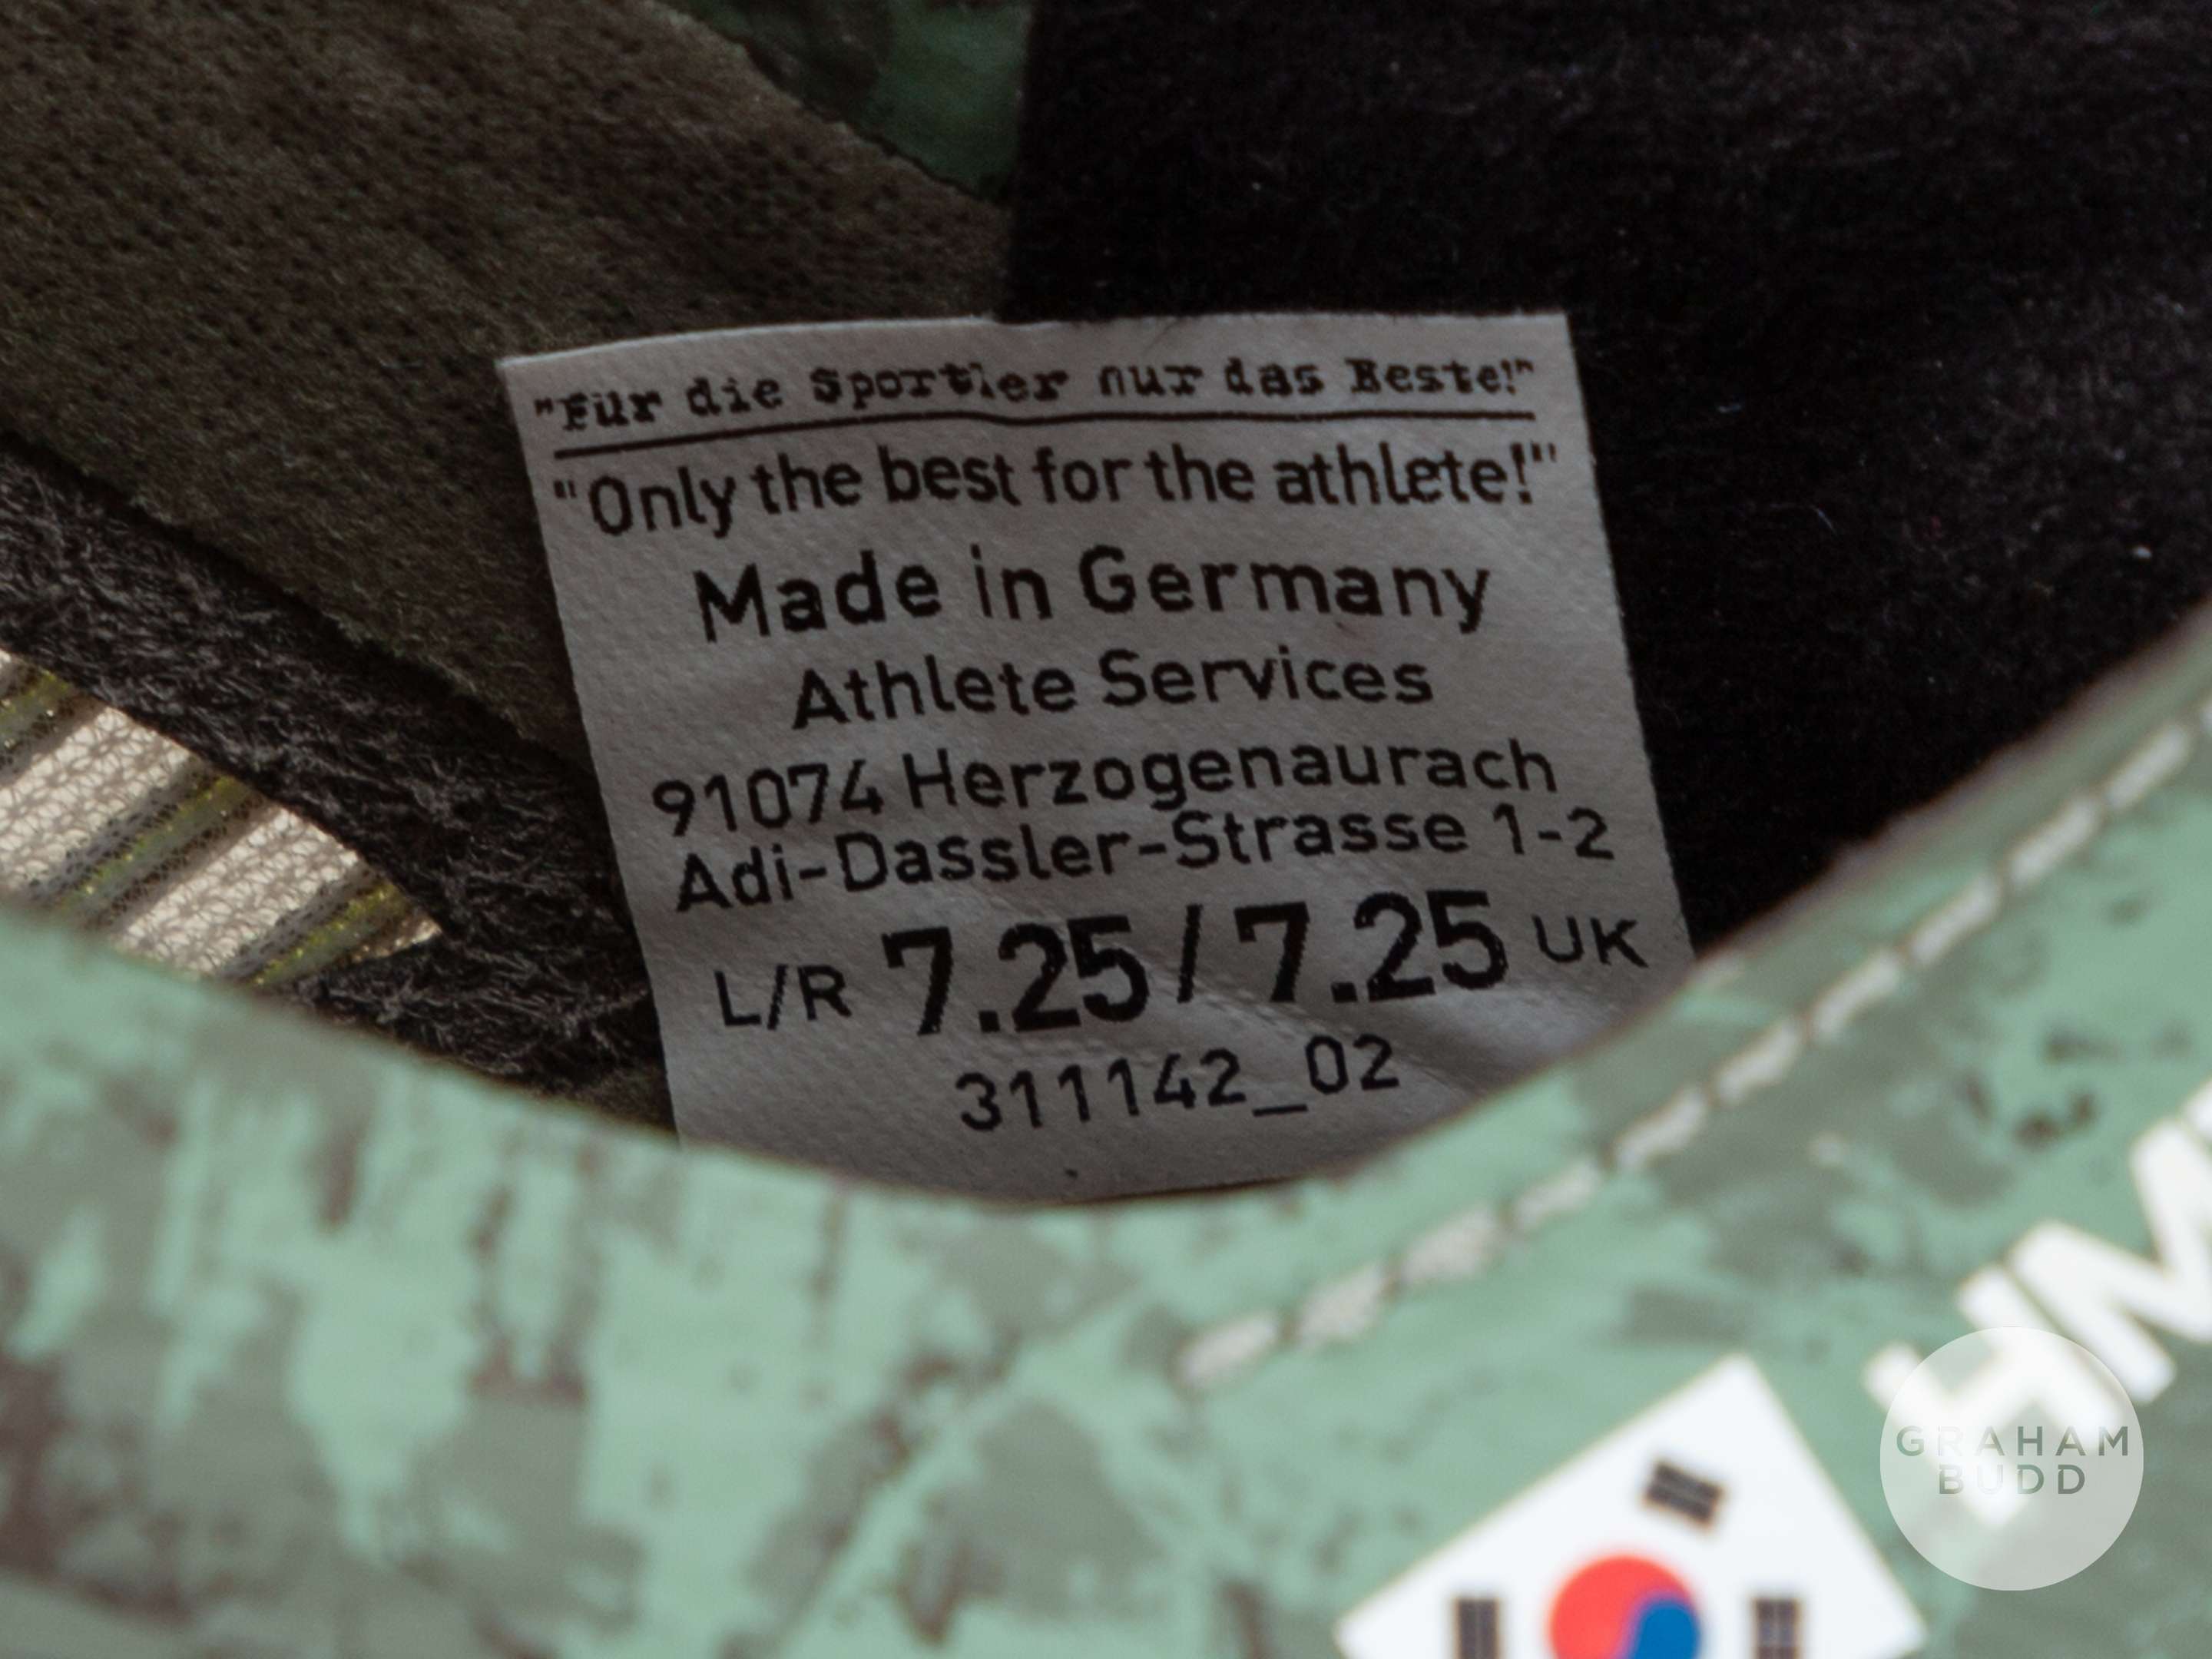 "Für die Sportler nur das Beste!"
"Only the best for the athlete!"
Made in Germany
Athlete Services
91074 Herzogenaurach
Adi-Dassler-Strasse 1-2
L/R 7.25 / 7.25 UK
311142_02
HM
GRAHAM
BUDD